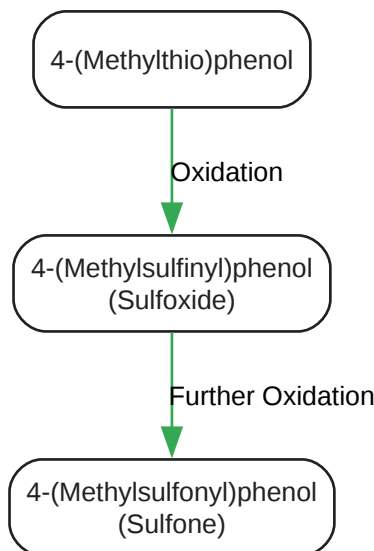 4-(Methylthio)phenol
Oxidation
4-(Methylsulfinyl)phenol
(Sulfoxide)
Further Oxidation
4-(Methylsulfonyl)phenol
(Sulfone)